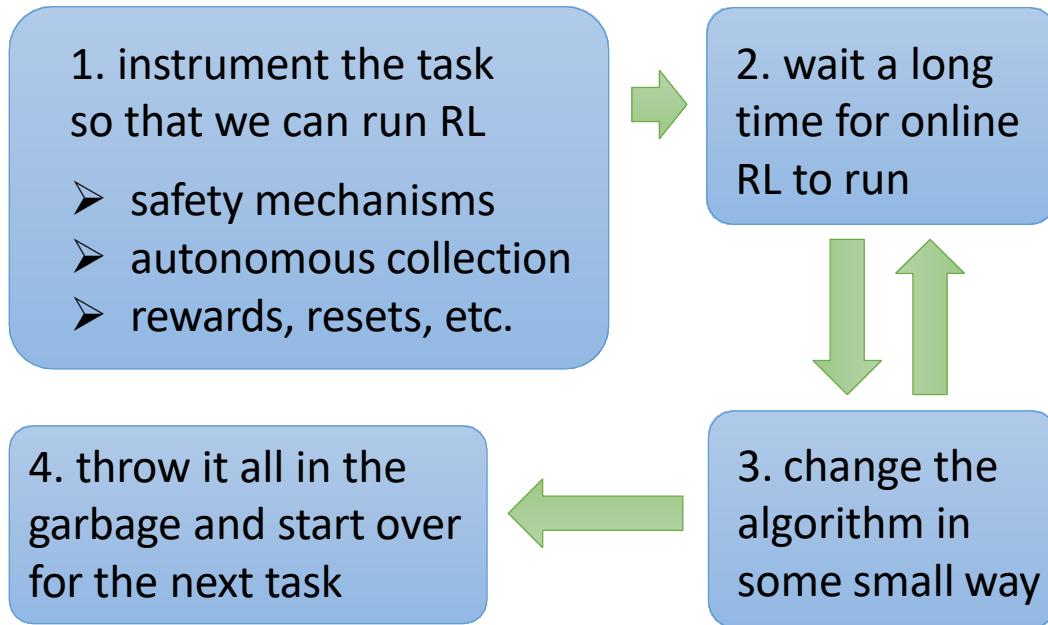 1. instrument the task
so that we can run RL
➢ safety mechanisms
➢ autonomous collection
➢ rewards, resets, etc.
2. wait a long
time for online
RL to run
3. change the
algorithm in
some small way
4. throw it all in the
garbage and start over
for the next task